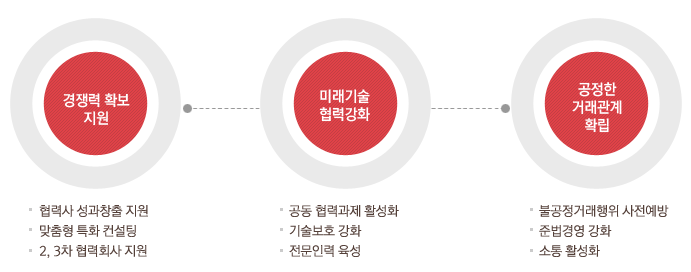 경쟁력 확보
지원
미래기술
협력강화
공정한
거래관계
확립
협력사 성과창출 지원
맞춤형 특화 컨설팅
2, 3차 협력회사 지원
공동 협력과제 활성화
기술보호 강화
전문인력 육성
불공정거래행위 사전예방
준법경영 강화
소통 활성화